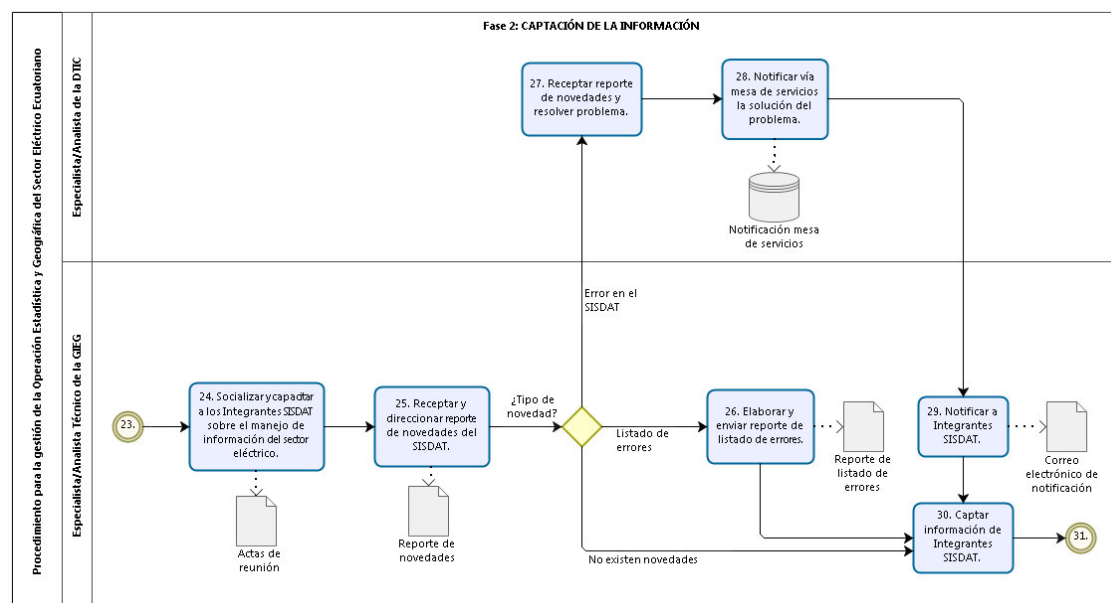 Fase 2: CAPTACIÓN DE LA INFORMACIÓN
Procedimiento para la gestión de la Operación Estadística y Geográfica del Sector Eléctrico Ecuatoriano
Especialista/Analista de la DTIC
27. Receptar reporte
de novedades y
resolver problema.
28. Notificar vía
mesa de servicios
la solución del
problema.
Notificación mesa
de servicios
Especialista/Analista Técnico de la GIEG
Error en el
SISDAT
23.
24. Socializar y capacitar
a los Integrantes SISDAT
sobre el manejo de
información del sector
eléctrico.
Actas de
reunión
25. Receptar y
direccionar reporte
de novedades del
SISDAT.
Reporte de
novedades
¿Tipo de
novedad?
Listado de
errores
No existen novedades
26. Elaborar y
enviar reporte de
listado de errores.
Reporte de
listado de
errores
29. Notificar a
Integrantes
SISDAT.
Correo
electrónico de
notificación
30. Captar
información de
Integrantes
SISDAT.
31.